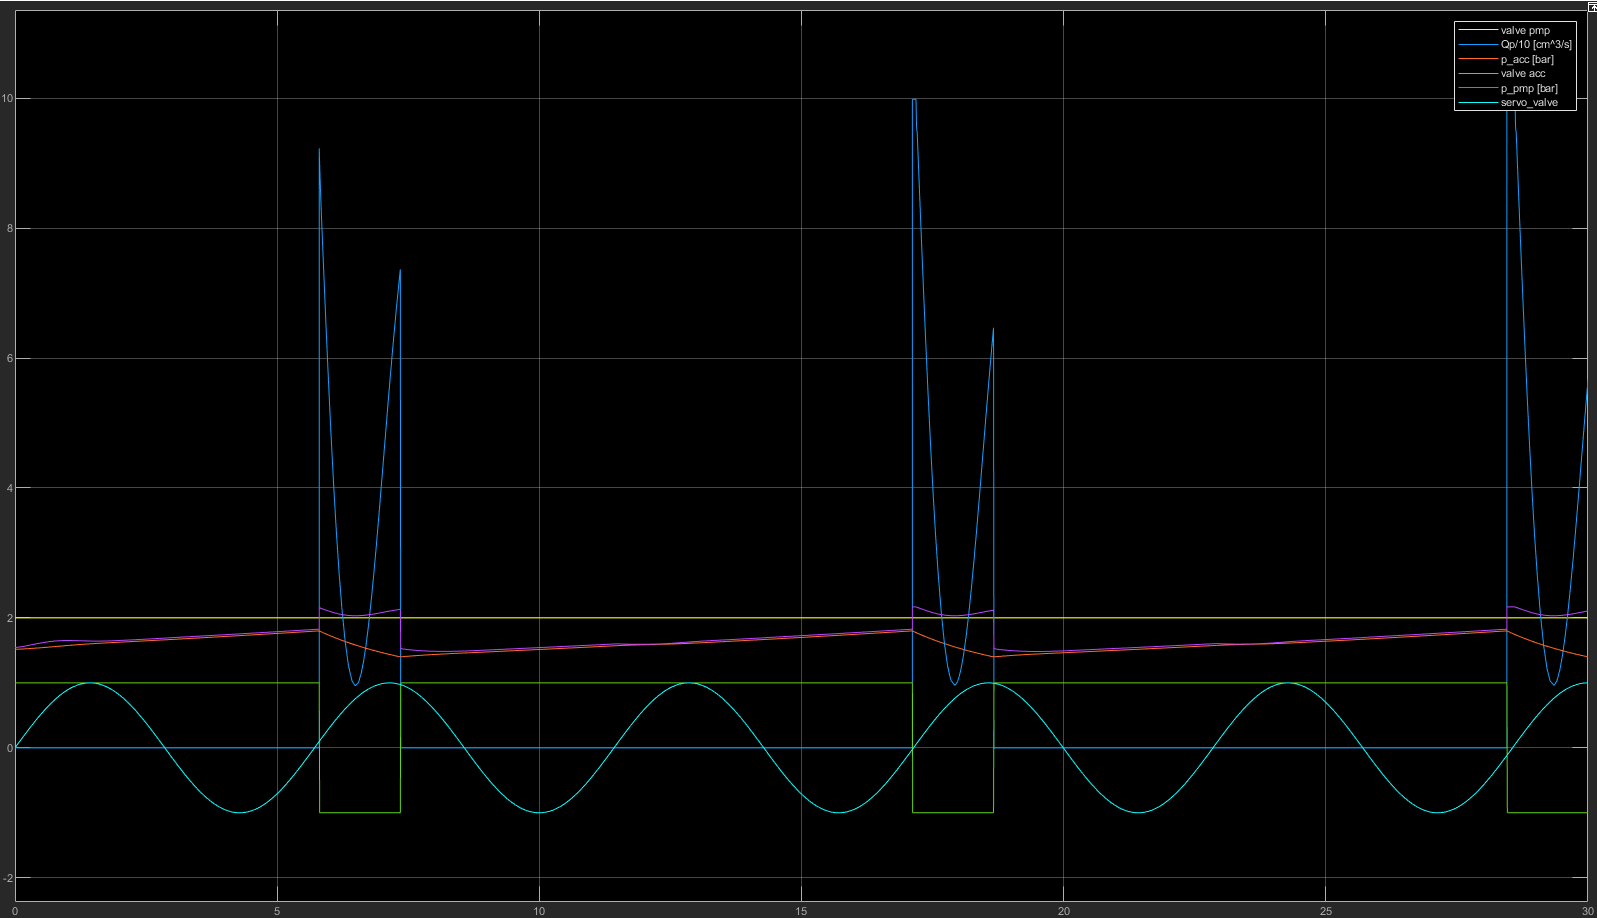 valve pmp
Qp/10 [cm^3/s]
p_acc [bar]
valve acc
p_pmp [bar]
servo_valve
10
8
6
4
2
0
-2
0 5 10 15 20 25 30